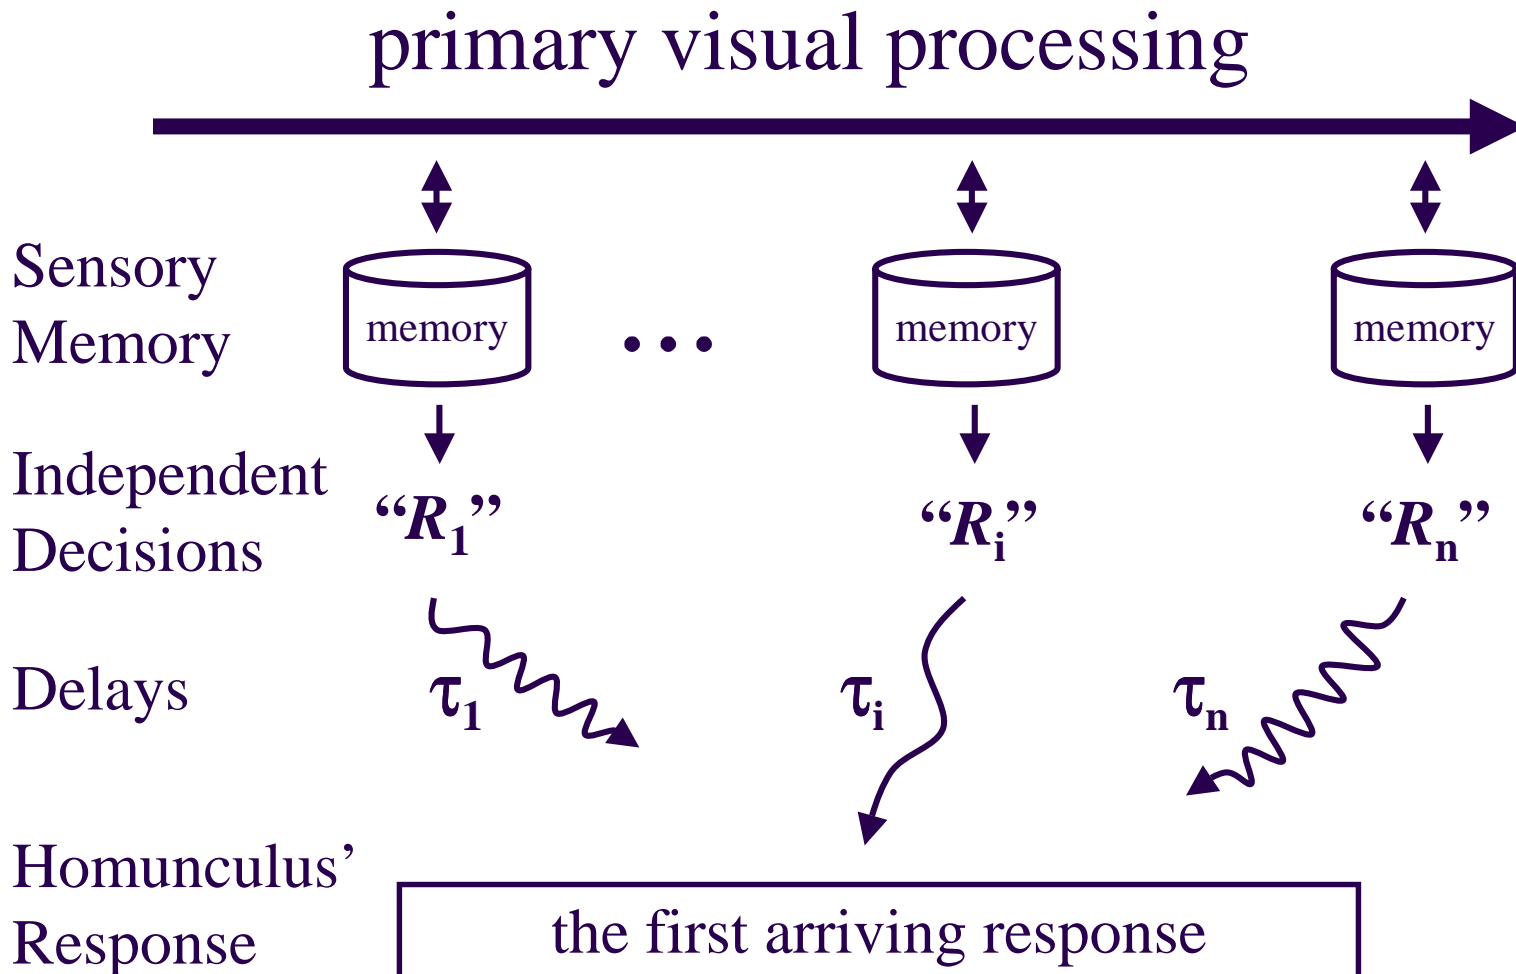 primary visual processing
Sensory
Memory
memory
• • •
memory
memory
Independent
Decisions
“R₁”
“Rᵢ”
“Rₙ”
Delays
τ₁
τᵢ
τₙ
Homunculus’
Response
the first arriving response